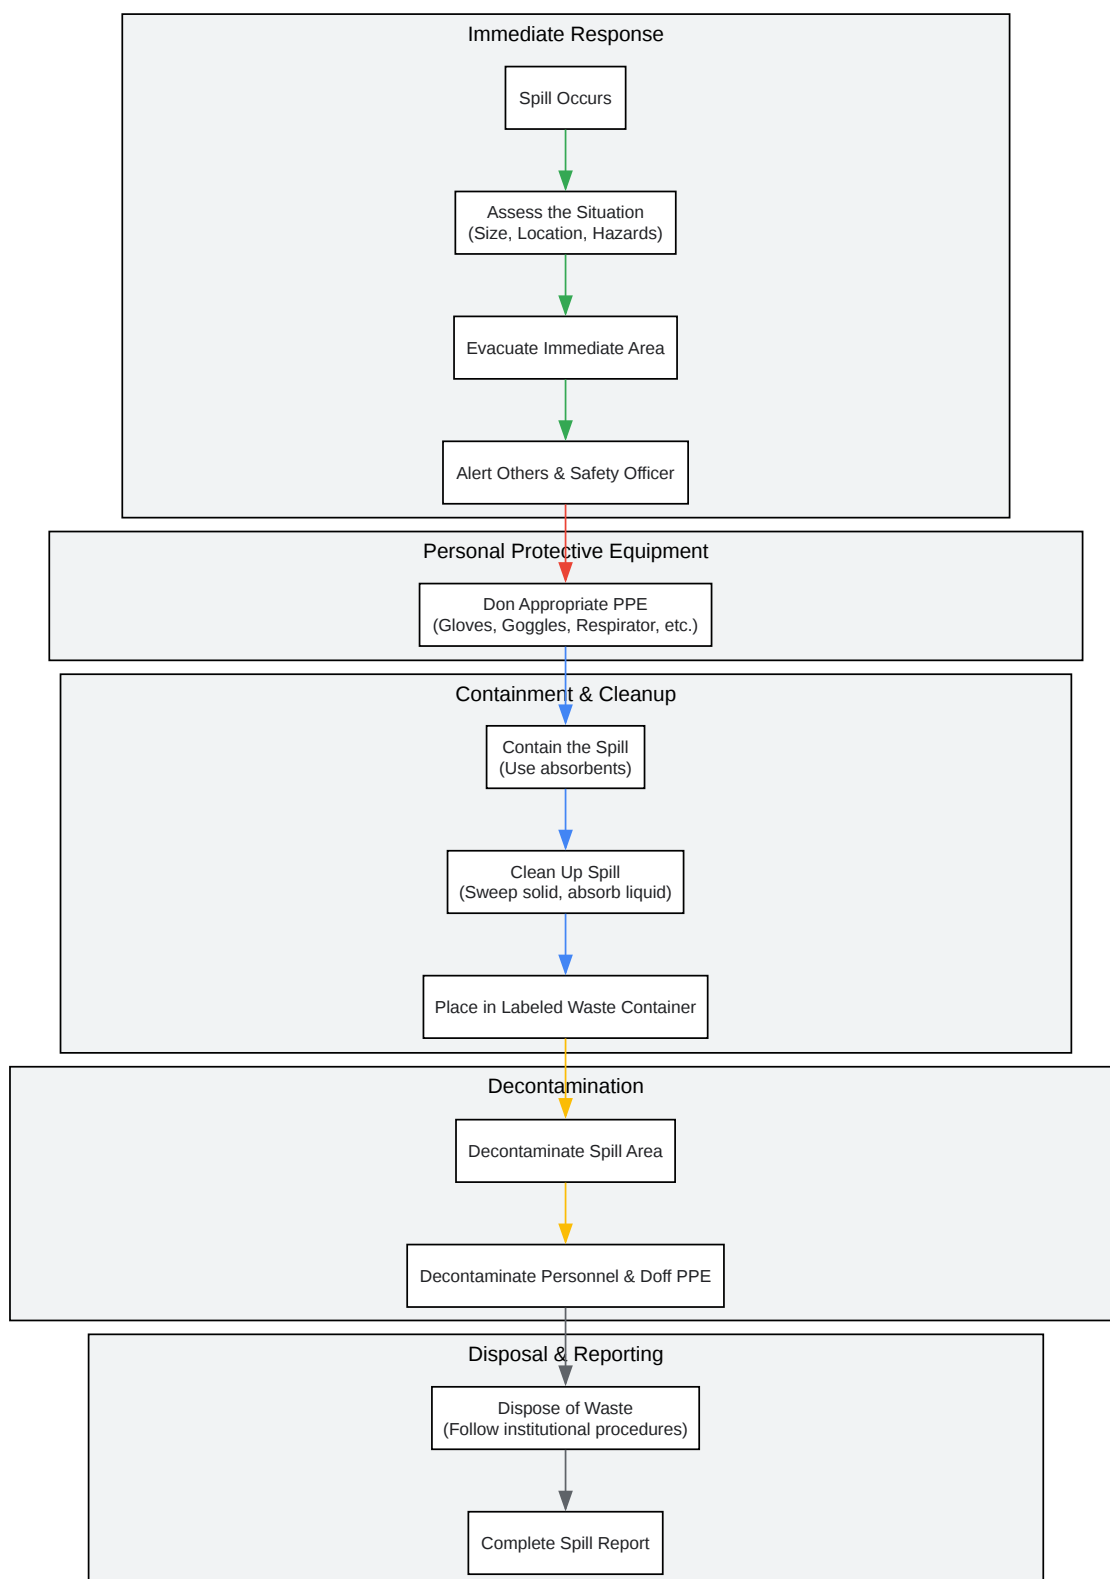 Immediate Response
Spill Occurs
Assess the Situation
(Size, Location, Hazards)
Evacuate Immediate Area
Alert Others & Safety Officer
Personal Protective Equipment
Don Appropriate PPE
(Gloves, Goggles, Respirator, etc.)
Containment & Cleanup
Contain the Spill
(Use absorbents)
Clean Up Spill
(Sweep solid, absorb liquid)
Place in Labeled Waste Container
Decontamination
Decontaminate Spill Area
Decontaminate Personnel & Doff PPE
Disposal & Reporting
Dispose of Waste
(Follow institutional procedures)
Complete Spill Report